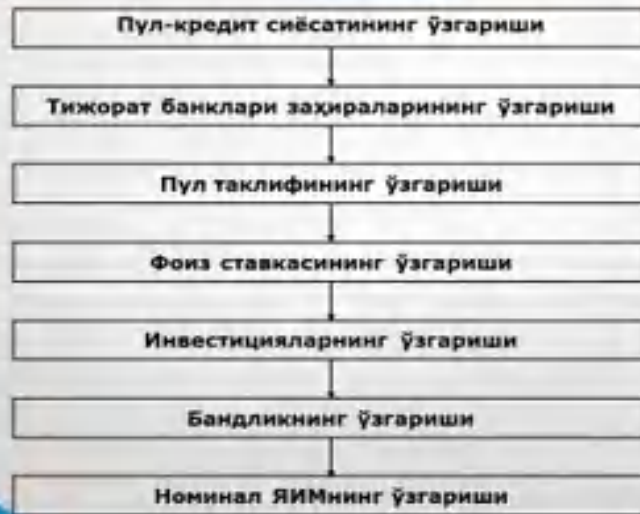 Пул-кредит сиёсатининг ўзгариши
Тижорат банклари заҳираларининг ўзгариши
Пул таклифининг ўзгариши
Фоиз ставкасининг ўзгариши
Инвестицияларнинг ўзгариши
Бандликнинг ўзгариши
Номинал ЯИМнинг ўзгариши